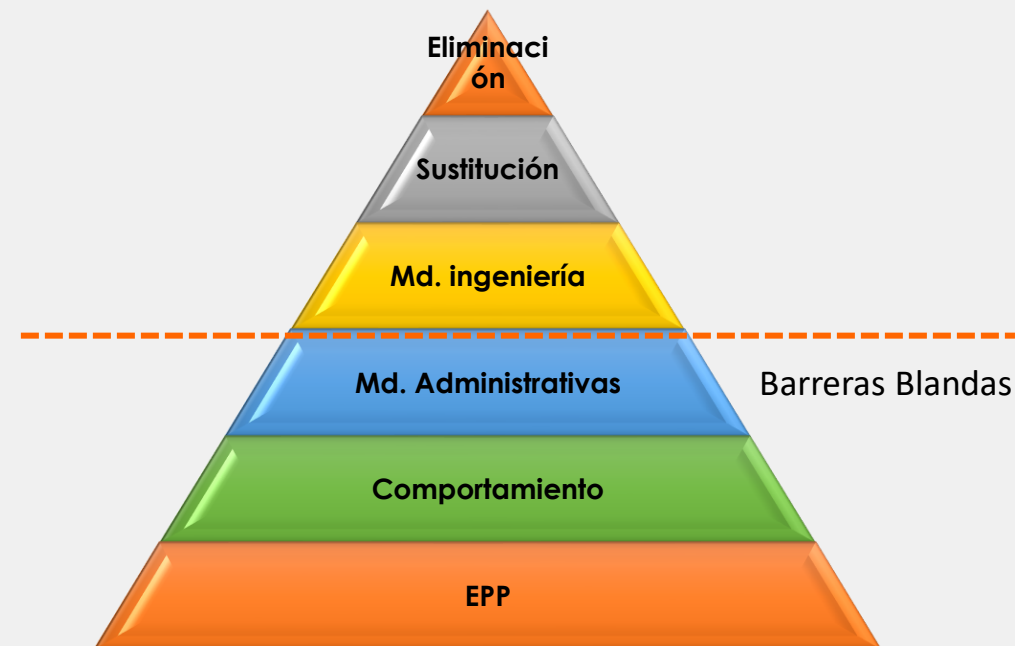 Eliminaci
ón
Sustitución
Md. ingeniería
Md. Administrativas
Barreras Blandas
Comportamiento
EPP